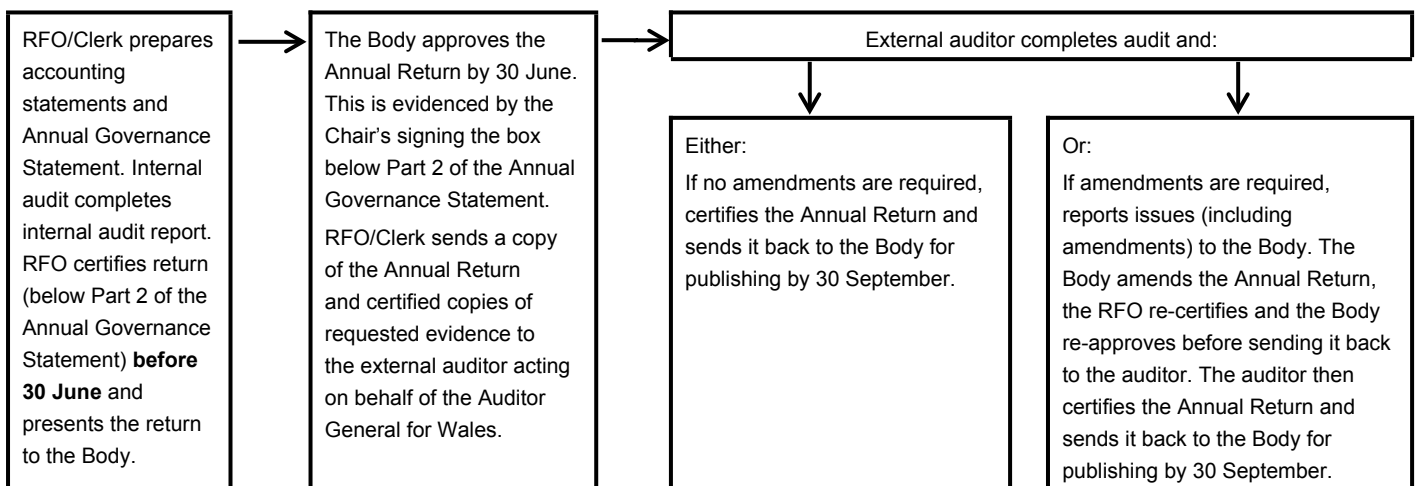 RFO/Clerk prepares
accounting
statements and
Annual Governance
Statement. Internal
audit completes
internal audit report.
RFO certifies return
(below Part 2 of the
Annual Governance
Statement) before
30 June and
presents the return
to the Body.
The Body approves the
Annual Return by 30 June.
This is evidenced by the
Chair's signing the box
below Part 2 of the Annual
Governance Statement.
RFO/Clerk sends a copy
of the Annual Return
and certified copies of
requested evidence to
the external auditor acting
on behalf of the Auditor
General for Wales.
External auditor completes audit and:
Either:
If no amendments are required,
certifies the Annual Return and
sends it back to the Body for
publishing by 30 September.
Or:
If amendments are required,
reports issues (including
amendments) to the Body. The
Body amends the Annual Return,
the RFO re-certifies and the Body
re-approves before sending it back
to the auditor. The auditor then
certifies the Annual Return and
sends it back to the Body for
publishing by 30 September.